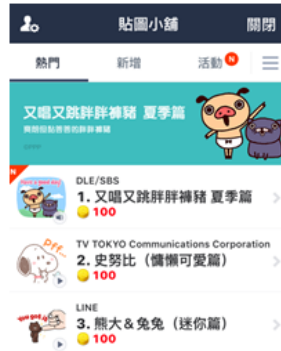 貼圖小舖
關閉
熱門
新增
活動
N
又唱又跳胖胖褲豬 夏季篇
N
DLE/SBS
1. 又唱又跳胖胖褲豬 夏季篇
100
TV TOKYO Communications Corporation
2. 史努比（慵懶可愛篇）
100
LINE
3. 熊大＆兔兔（迷你篇）
100